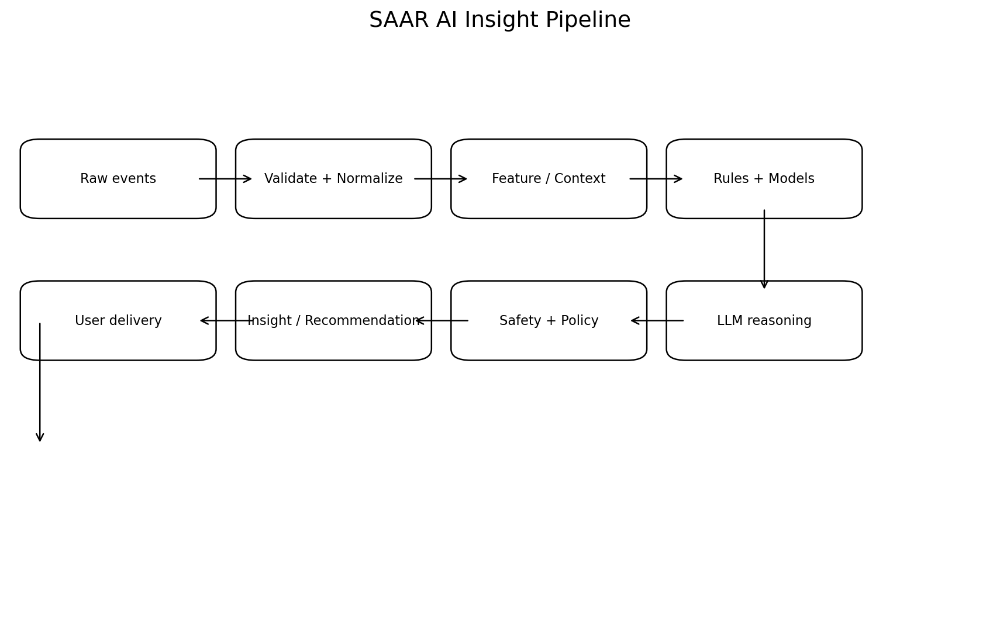 SAAR AI Insight Pipeline
Raw events
Validate + Normalize
Feature / Context
Rules + Models
User delivery
Insight / Recommendation
Safety + Policy
LLM reasoning